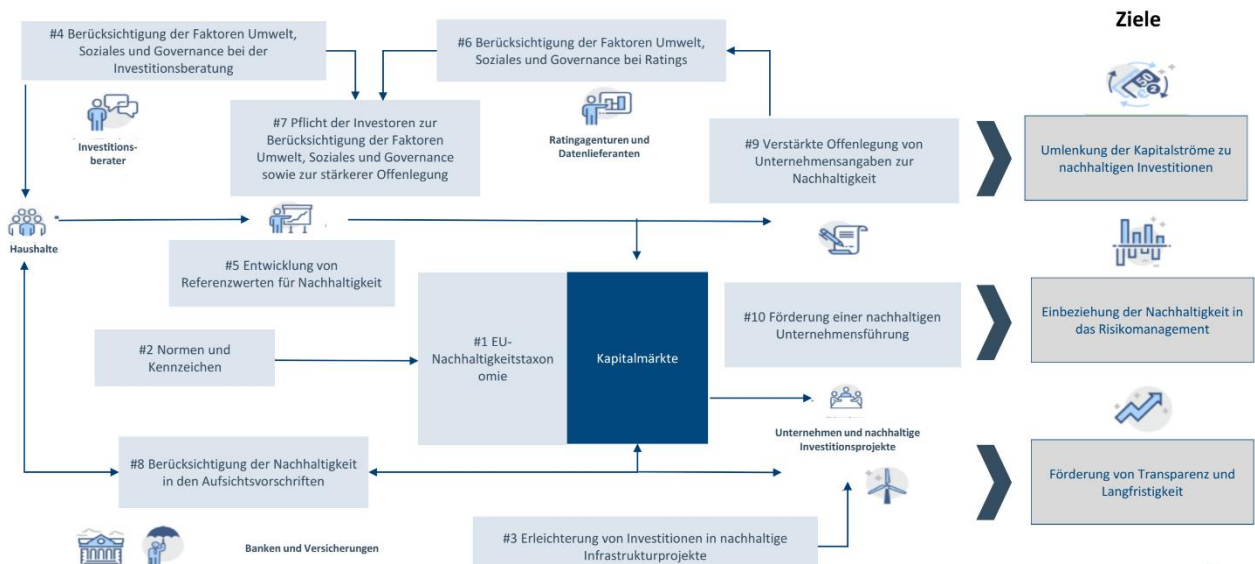 Ziele
#4 Berücksichtigung der Faktoren Umwelt,
Soziales und Governance bei der
Investitionsberatung
#6 Berücksichtigung der Faktoren Umwelt,
Soziales und Governance bei Ratings
Investitions-
berater
#7 Pflicht der Investoren zur
Berücksichtigung der Faktoren
Umwelt, Soziales und Governance
sowie zur stärkerer Offenlegung
Ratingagenturen und
Datenlieferanten
#9 Verstärkte Offenlegung von
Unternehmensangaben zur
Nachhaltigkeit
Umlenkung der Kapitalströme zu
nachhaltigen Investitionen
Haushalte
#5 Entwicklung von
Referenzwerten für Nachhaltigkeit
#2 Normen und
Kennzeichen
#1 EU-
Nachhaltigkeitstaxon
omie
Kapitalmärkte
#10 Förderung einer nachhaltigen
Unternehmensführung
Einbeziehung der Nachhaltigkeit in
das Risikomanagement
Unternehmen und nachhaltige
Investitionsprojekte
#8 Berücksichtigung der Nachhaltigkeit
in den Aufsichtsvorschriften
Förderung von Transparenz und
Langfristigkeit
Banken und Versicherungen
#3 Erleichterung von Investitionen in nachhaltige
Infrastrukturprojekte